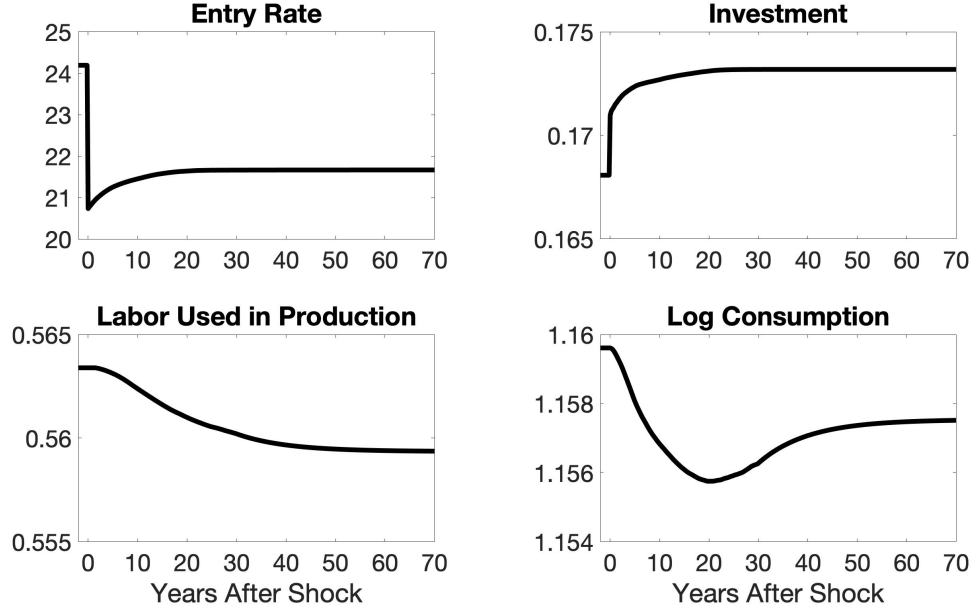 Entry Rate
25
24
23
22
21
20
0 10 20 30 40 50 60 70
Investment
0.175
0.17
0.165
0 10 20 30 40 50 60 70
Labor Used in Production
0.565
0.56
0.555
0 10 20 30 40 50 60 70
Years After Shock
Log Consumption
1.16
1.158
1.156
1.154
0 10 20 30 40 50 60 70
Years After Shock